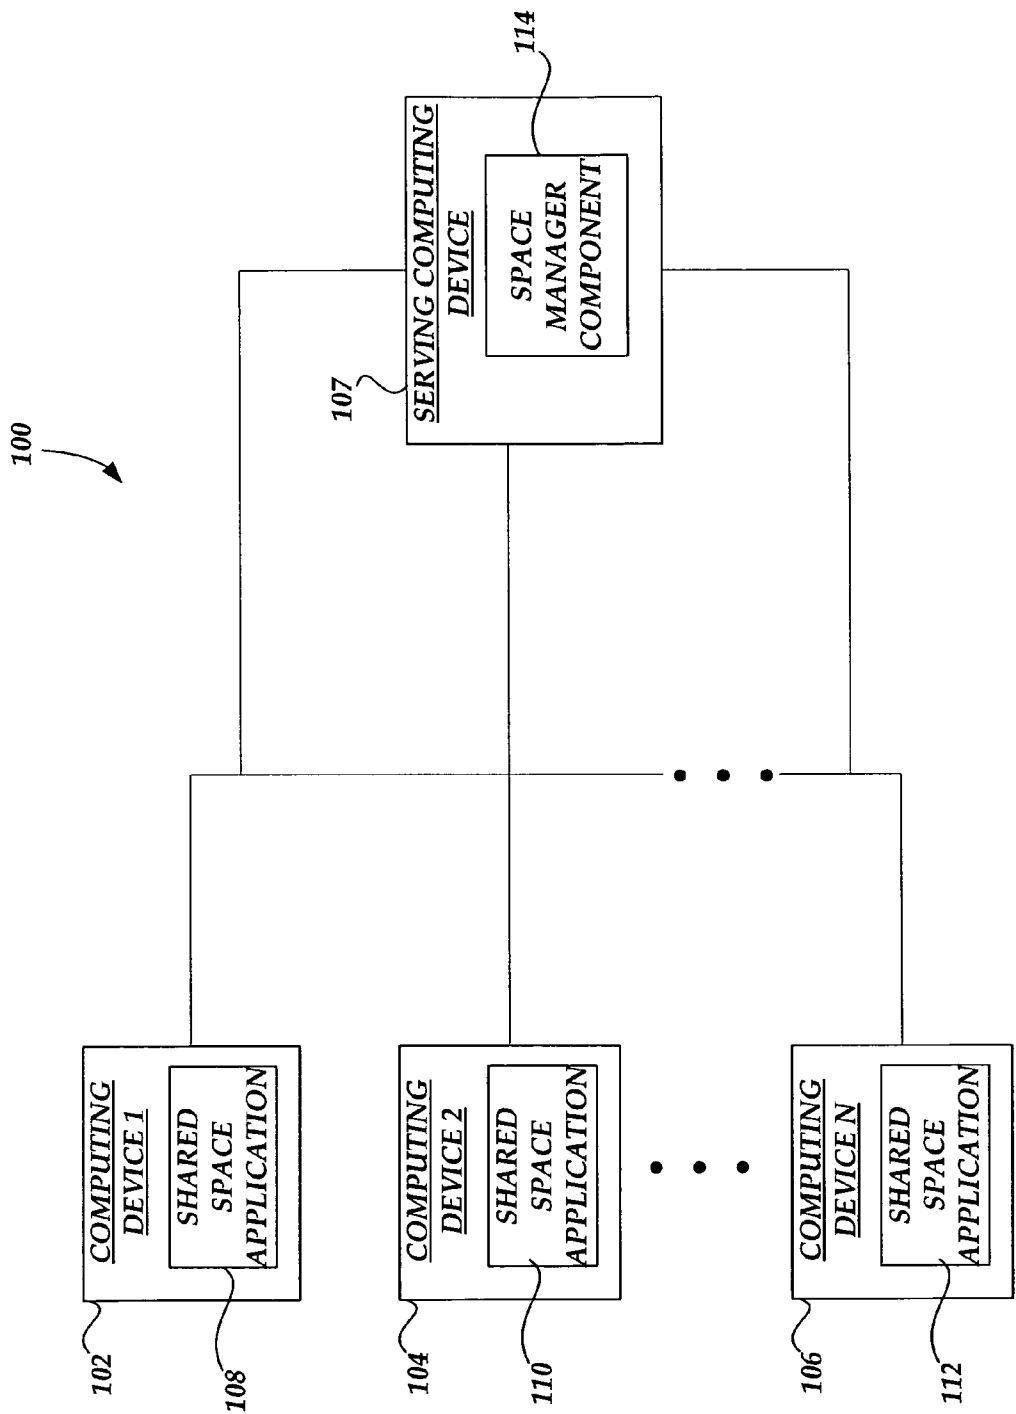 100
102
COMPUTING
DEVICE 1
SHARED
SPACE
APPLICATION
108
104
COMPUTING
DEVICE 2
SHARED
SPACE
APPLICATION
110
106
COMPUTING
DEVICE N
SHARED
SPACE
APPLICATION
112
107
SERVING COMPUTING
DEVICE
SPACE
MANAGER
COMPONENT
114